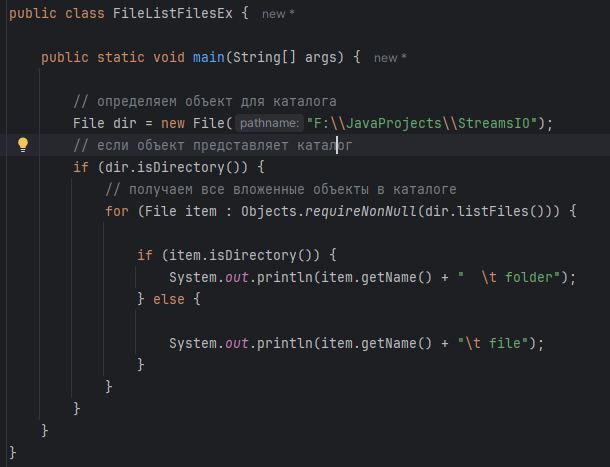 public class FileListFilesEx {  new *
public static void main(String[] args) {  new *
// определяем объект для каталога
File dir = new File( pathname: "F:\\JavaProjects\\StreamsIO");
// если объект представляет каталог
if (dir.isDirectory()) {
// получаем все вложенные объекты в каталоге
for (File item : Objects.requireNonNull(dir.listFiles())) {
if (item.isDirectory()) {
System.out.println(item.getName() + "  \t folder");
} else {
System.out.println(item.getName() + "\t file");
}
}
}
}
}